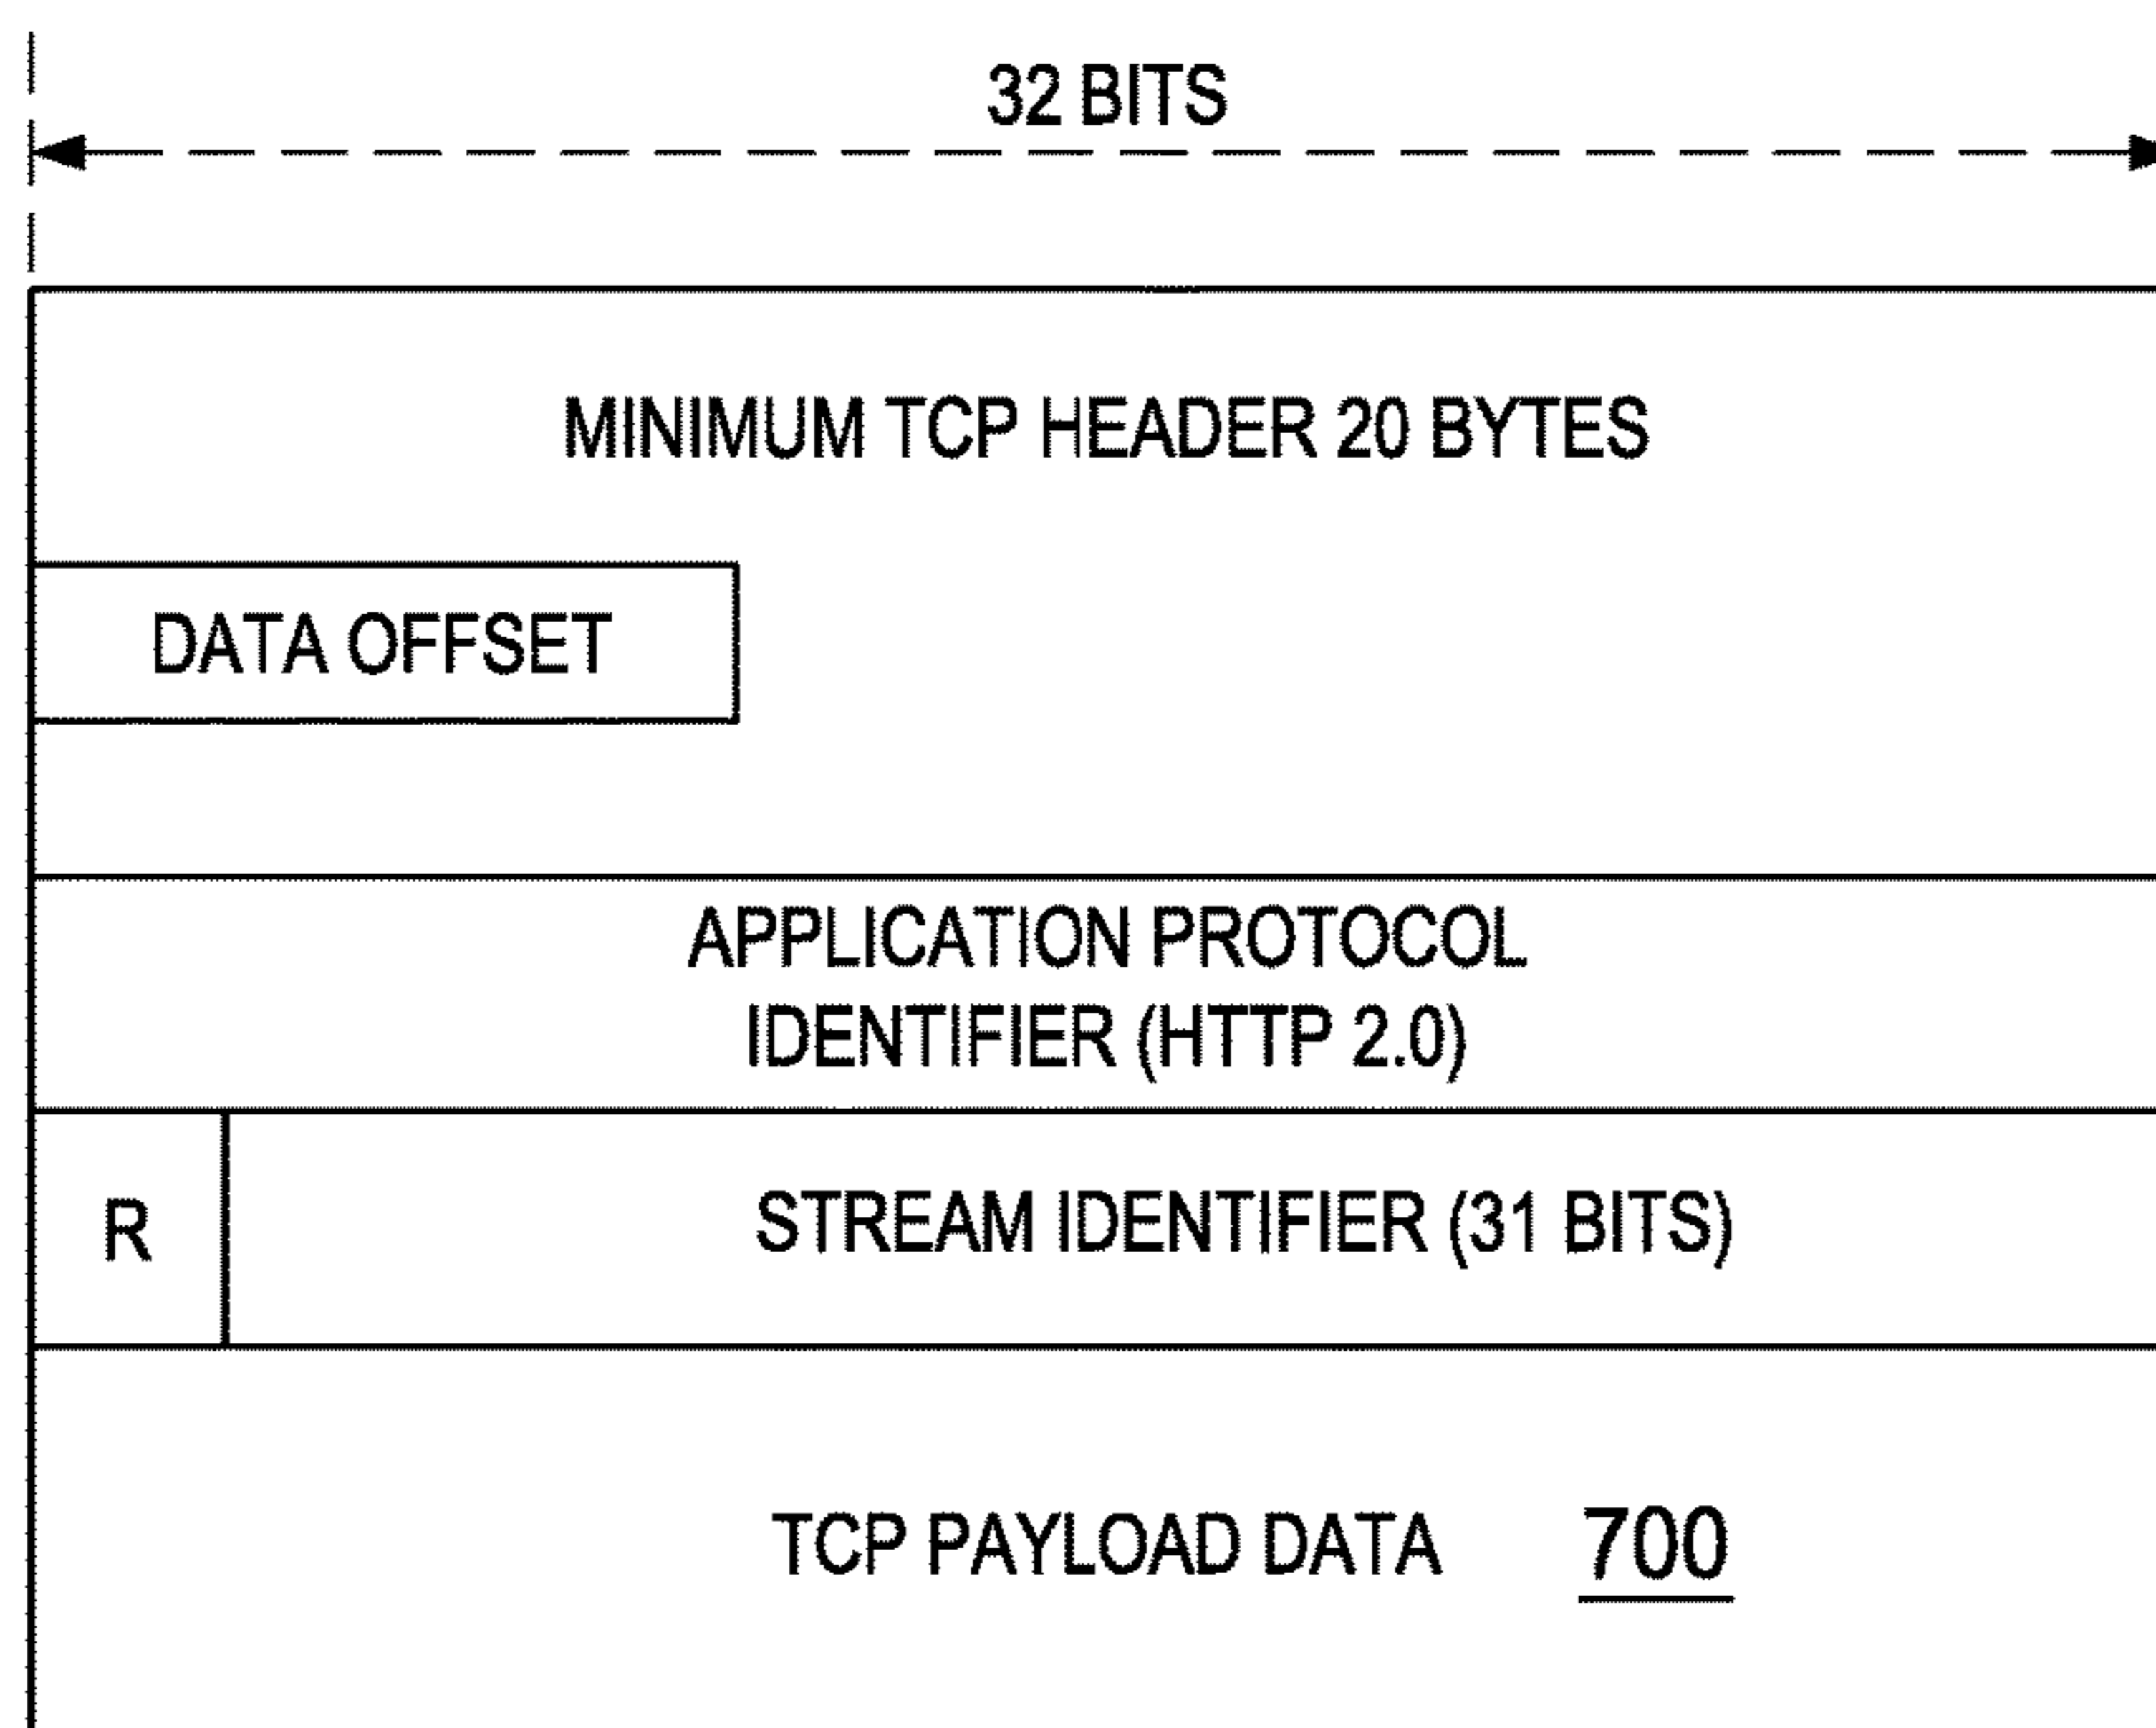 32 BITS
MINIMUM TCP HEADER 20 BYTES
DATA OFFSET
APPLICATION PROTOCOL
IDENTIFIER (HTTP 2.0)
R
STREAM IDENTIFIER (31 BITS)
TCP PAYLOAD DATA 700